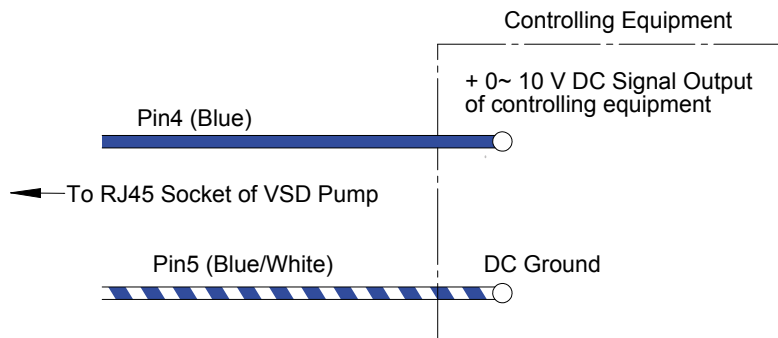 Controlling Equipment
+ 0~ 10 V DC Signal Output
of controlling equipment
Pin4 (Blue)
To RJ45 Socket of VSD Pump
Pin5 (Blue/White)
DC Ground